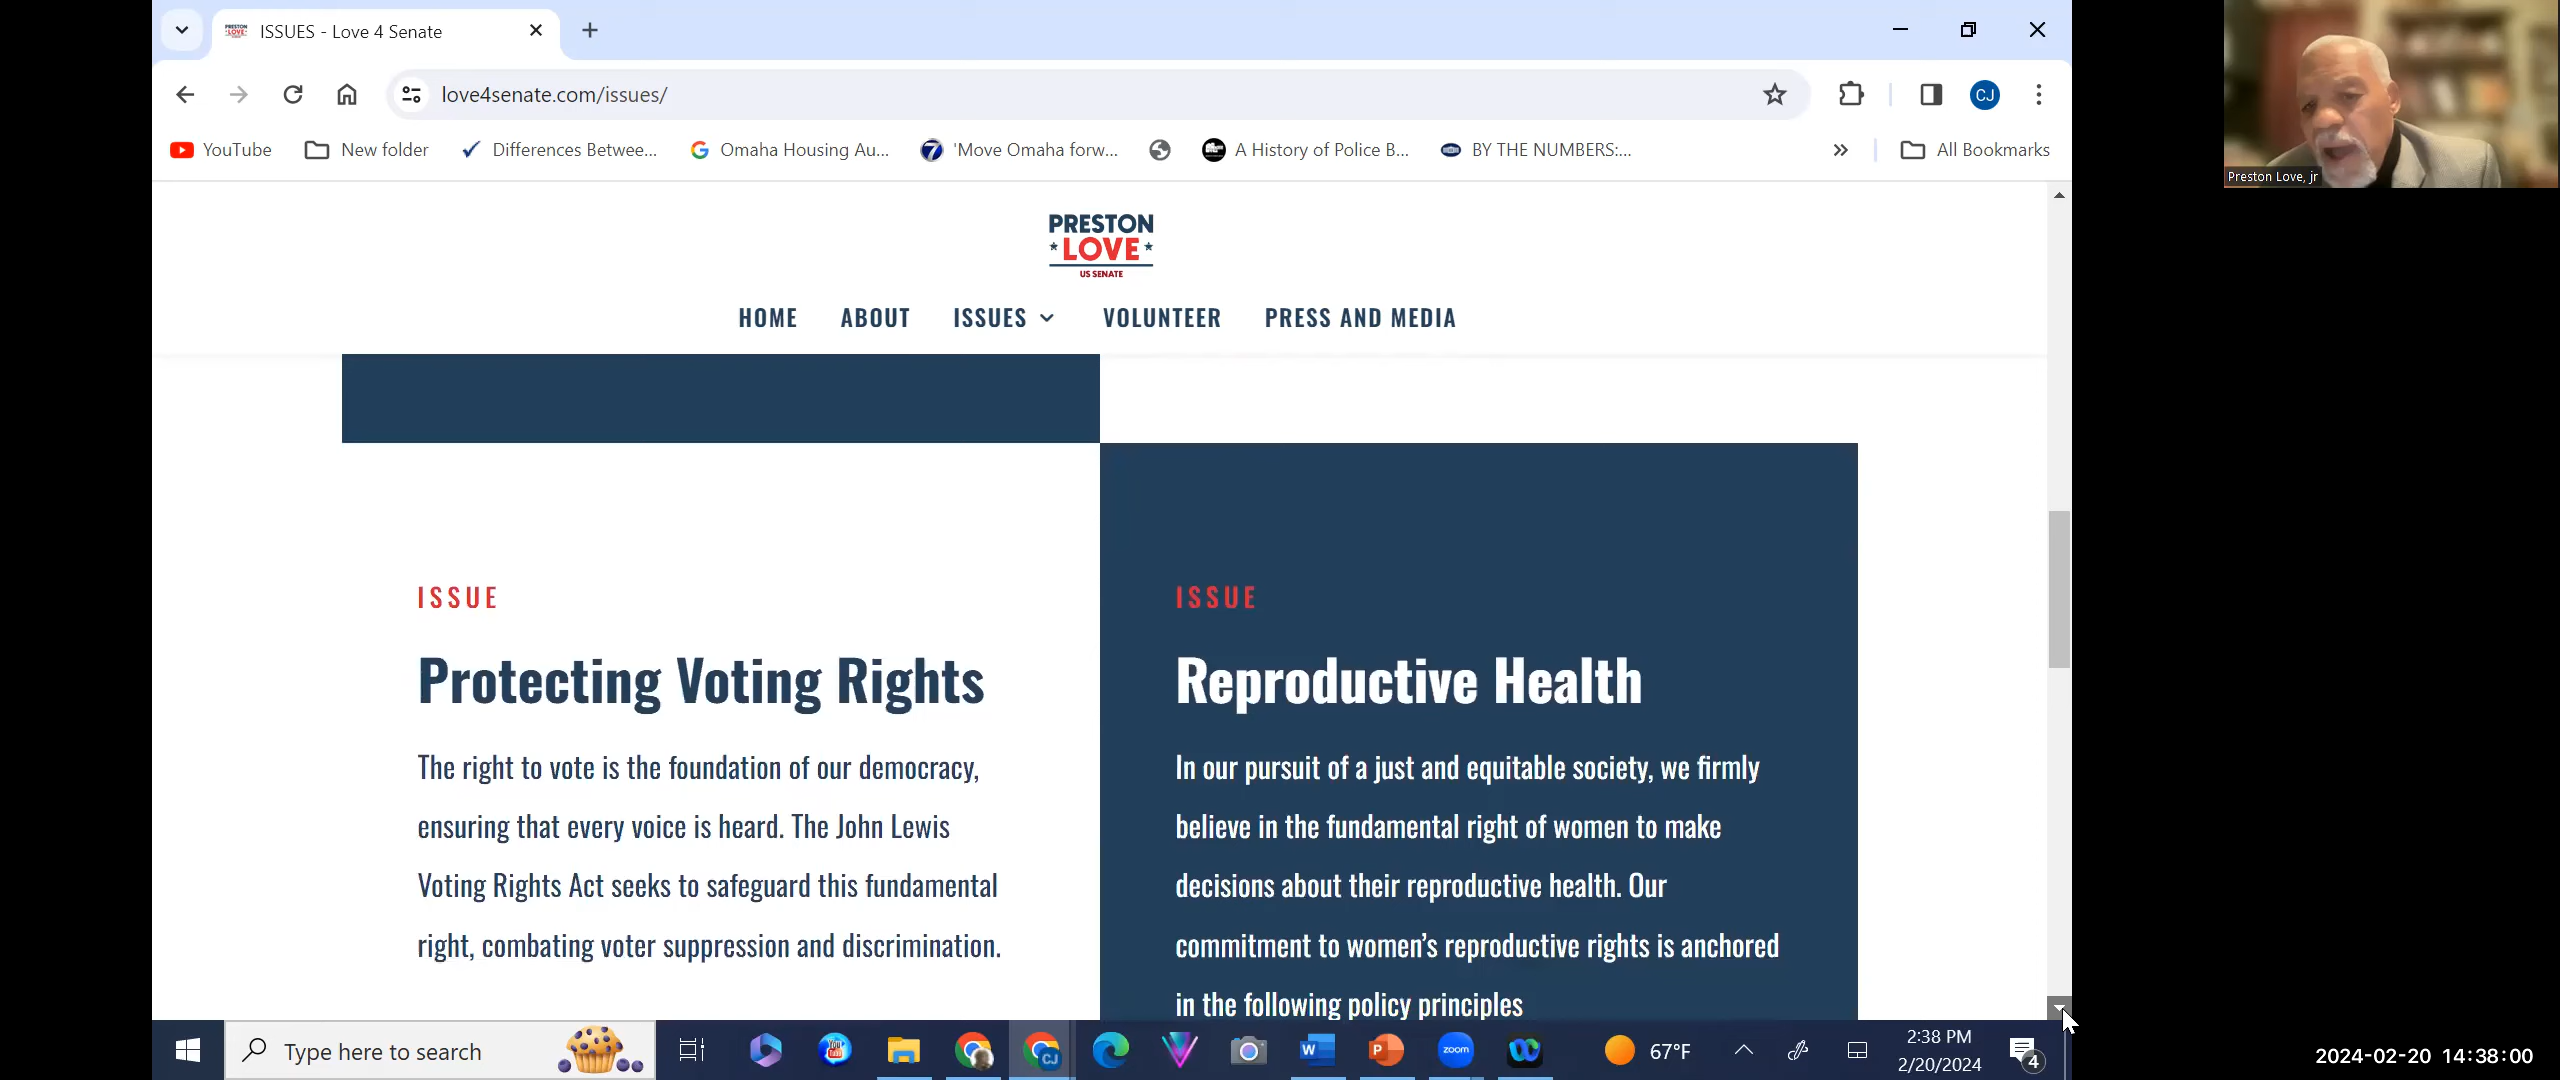 ISSUES - Love 4 Senate
love4senate.com/issues/
CJ
YouTube
New folder
Differences Betwee...
Omaha Housing Au...
'Move Omaha forw...
A History of Police B...
BY THE NUMBERS:...
All Bookmarks
PRESTON
LOVE
US SENATE
HOME
ABOUT
ISSUES
VOLUNTEER
PRESS AND MEDIA
ISSUE
Protecting Voting Rights
The right to vote is the foundation of our democracy,
ensuring that every voice is heard. The John Lewis
Voting Rights Act seeks to safeguard this fundamental
right, combating voter suppression and discrimination.
ISSUE
Reproductive Health
In our pursuit of a just and equitable society, we firmly
believe in the fundamental right of women to make
decisions about their reproductive health. Our
commitment to women's reproductive rights is anchored
in the following policy principles
Type here to search
zoom
67°F
2:38 PM
2/20/2024
4
Preston Love, jr
2024-02-20 14:38:00